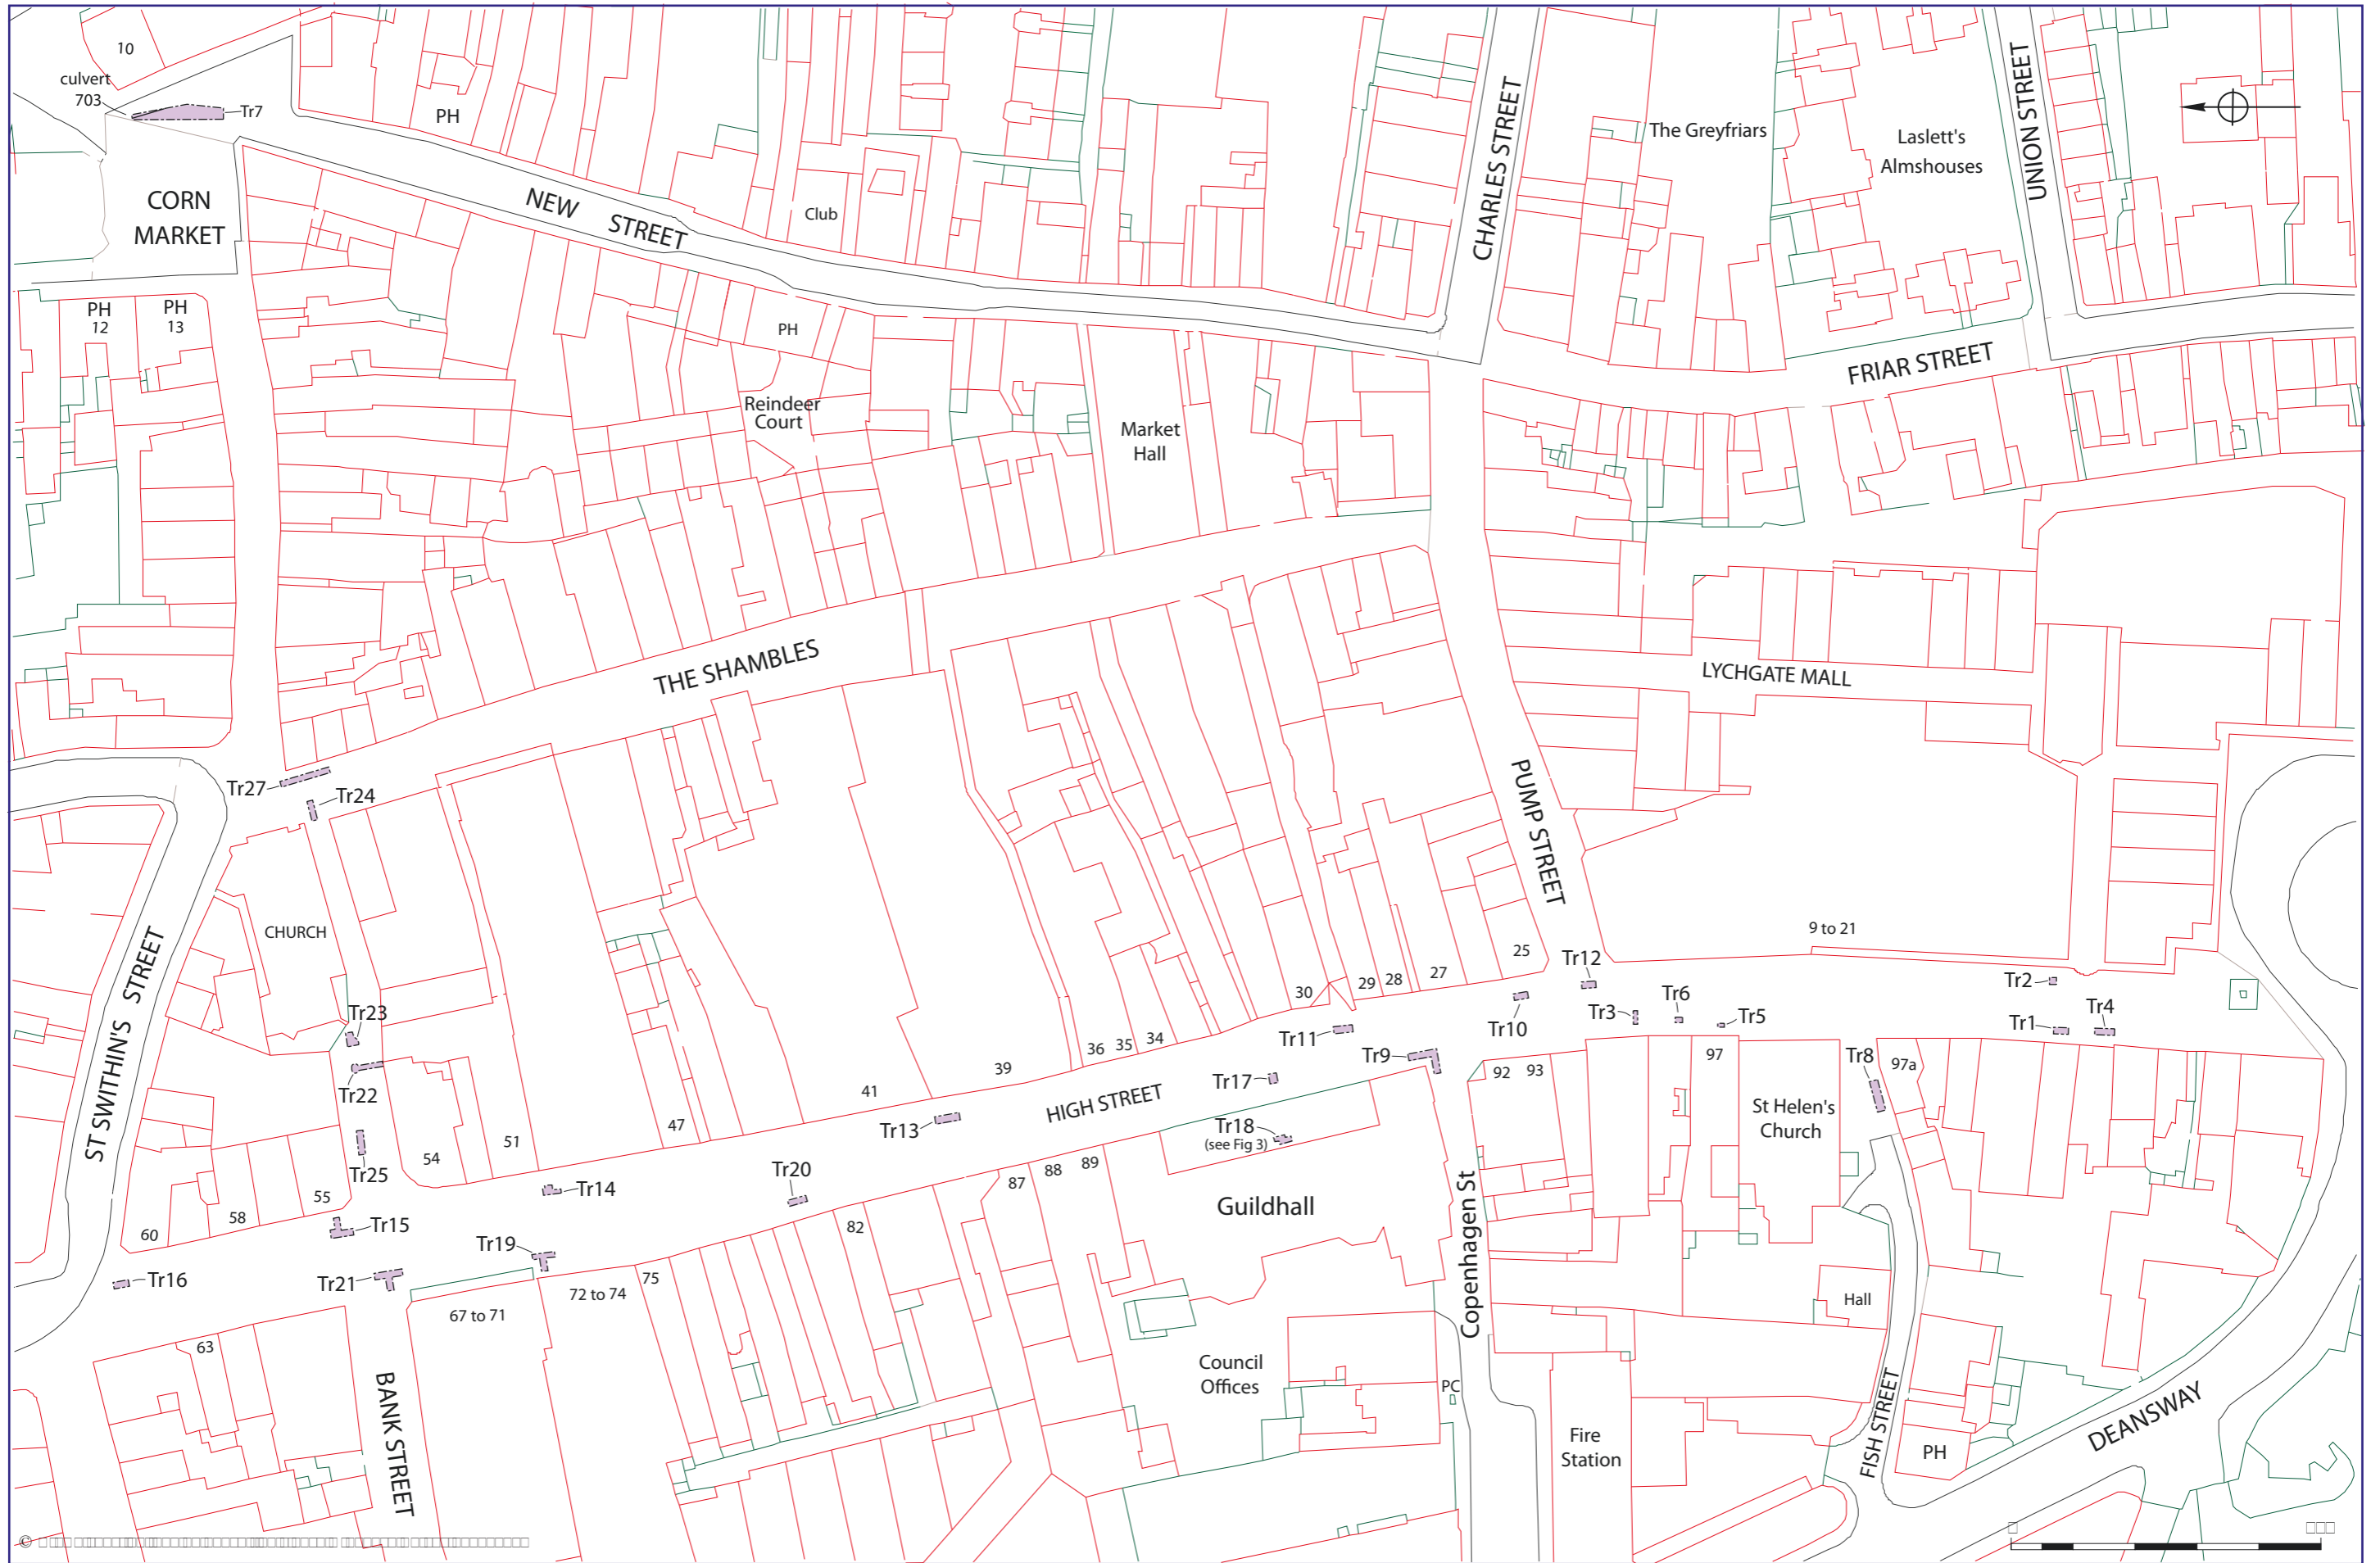 10
culvert
703
Tr7
PH
CORN
MARKET
NEW STREET
Club
CHARLES STREET
The Greyfriars
Laslett's
Almshouses
UNION STREET
PH
12
PH
13
PH
Reindeer
Court
Market
Hall
FRIAR STREET
THE SHAMBLES
LYCHGATE MALL
PUMP STREET
Tr27
Tr24
ST SWITHIN'S STREET
CHURCH
Tr23
Tr22
Tr25
9 to 21
25
27
28
29
30
Tr12
Tr10
Tr3
Tr6
Tr5
Tr2
Tr1
Tr4
Tr11
Tr9
Tr17
Tr18
(see Fig 3)
HIGH STREET
34
35
36
39
41
Tr13
47
51
54
55
58
60
Tr14
Tr15
Tr16
Tr20
Tr19
Tr21
92
93
97
St Helen's
Church
Tr8
97a
87
88
89
82
Guildhall
Copenhagen St
75
72 to 74
67 to 71
63
BANK STREET
Council
Offices
PC
Hall
Fire
Station
FISH STREET
PH
DEANSWAY
©